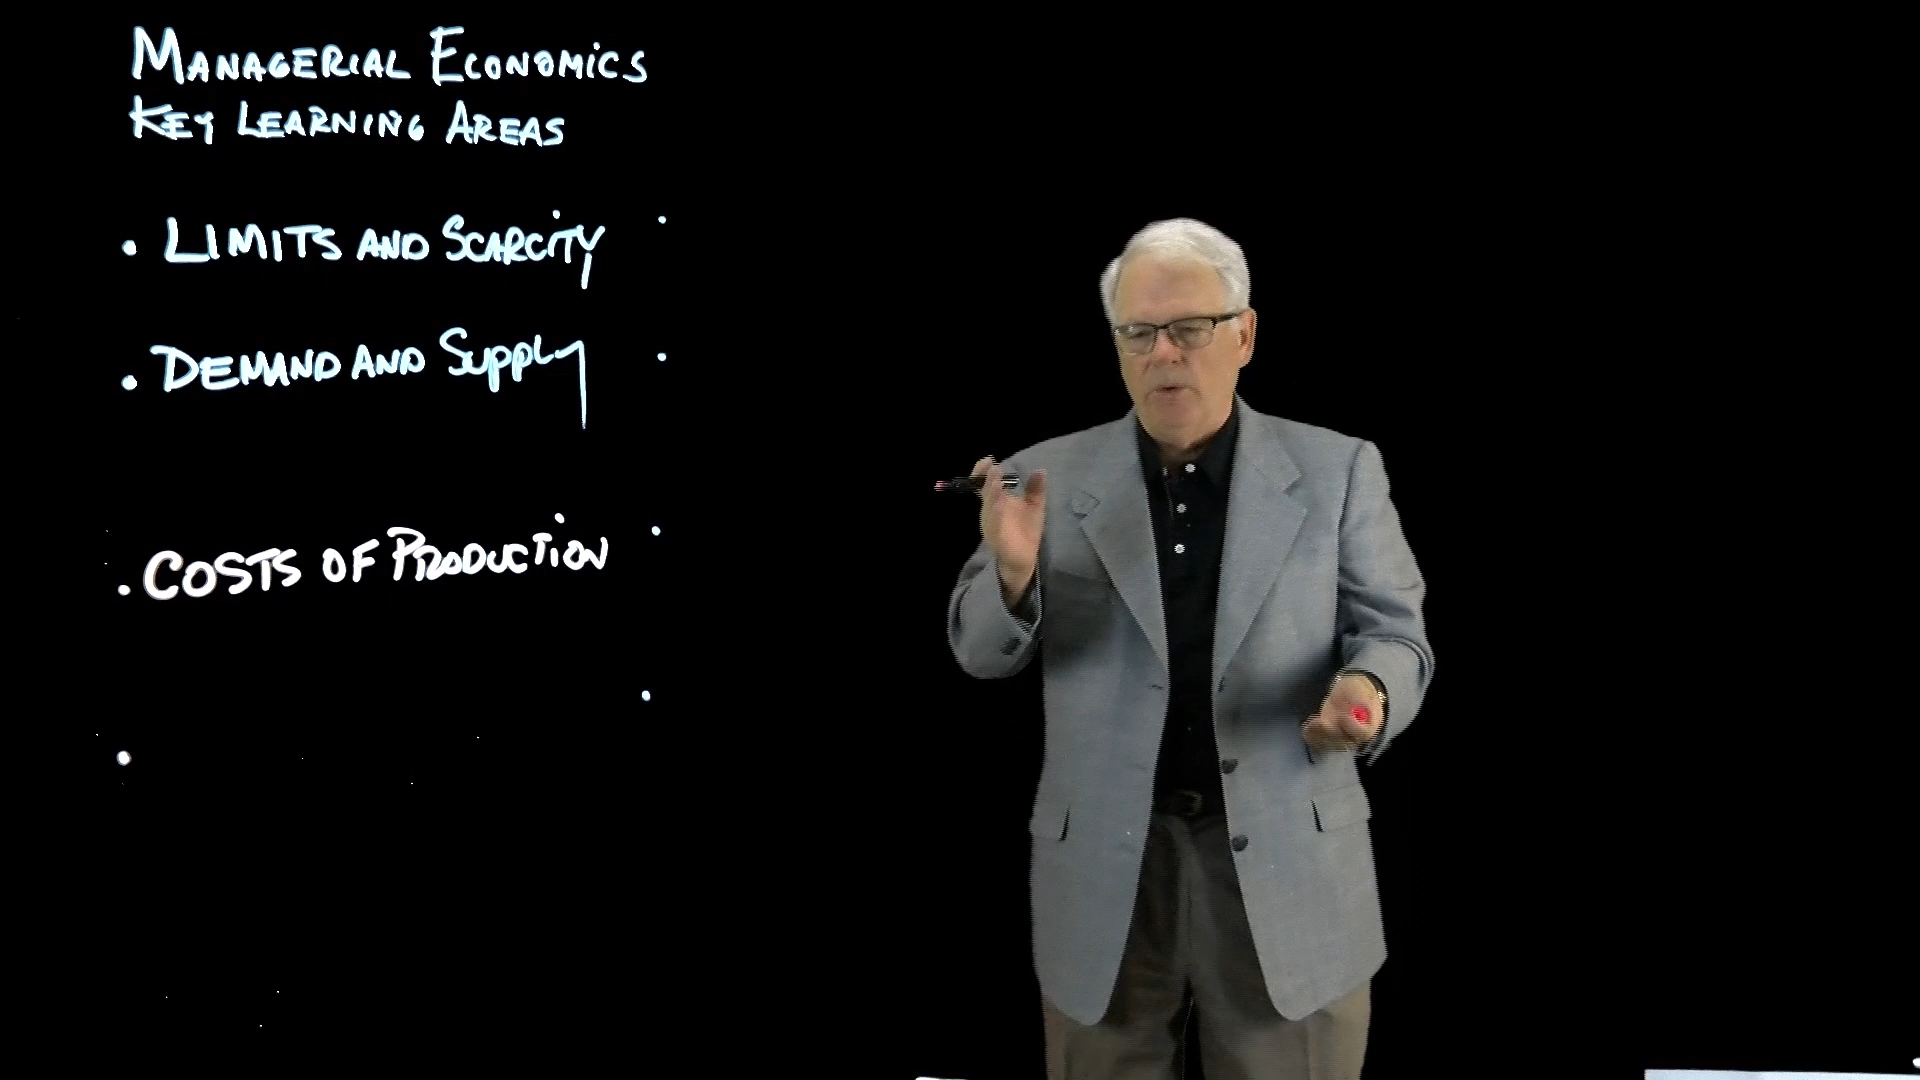 MANAGERIAL ECONOMICS
KEY LEARNING AREAS
• LIMITS AND SCARCITY
• DEMAND AND SUPPLY
• COSTS OF PRODUCTION